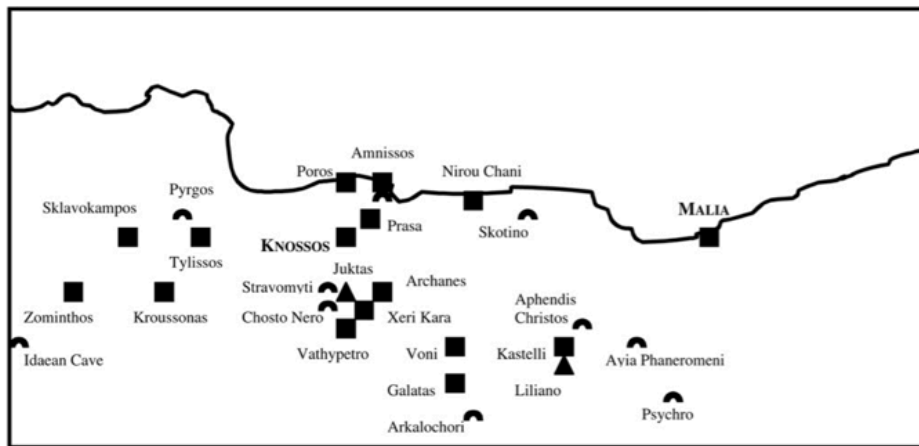 Amnissos
Poros
Nirou Chani
Pyrgos
Sklavokampos
MALIA
Prasa
Skotino
KNOSSOS
Tylissos
Juktas
Stravomyti
Archanes
Aphendis
Christos
Chosto Nero
Xeri Kara
Zominthos
Kroussonas
Vathypetro
Voni
Kastelli
Avia Phaneromeni
Idaean Cave
Galatas
Liliano
Psychro
Arkalochori